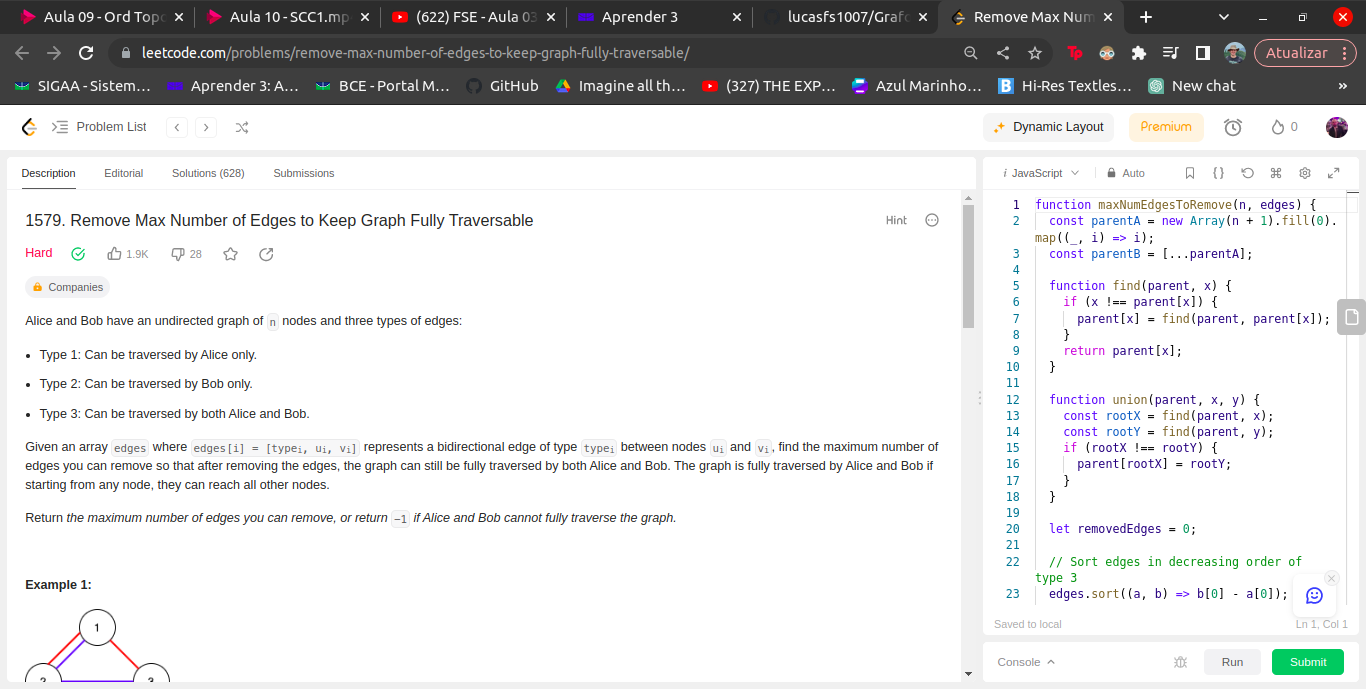 Aula 09 - Ord Topc
Aula 10 - SCC1.mp
(622) FSE - Aula 03
Aprender 3
lucasfs1007/Grafo
Remove Max Num
leetcode.com/problems/remove-max-number-of-edges-to-keep-graph-fully-traversable/
Tp
Atualizar
SIGAA - Sistem…
Aprender 3: A…
BCE - Portal M…
GitHub
Imagine all th…
(327) THE EXP…
Azul Marinho…
B Hi-Res Textles…
New chat
»
Problem List
Dynamic Layout
Premium
0
Description Editorial Solutions (628) Submissions
1579. Remove Max Number of Edges to Keep Graph Fully Traversable
Hint
Hard 1.9K 28
Companies
Alice and Bob have an undirected graph of n nodes and three types of edges:
• Type 1: Can be traversed by Alice only.
• Type 2: Can be traversed by Bob only.
• Type 3: Can be traversed by both Alice and Bob.
Given an array edges where edges[i] = [typeᵢ, uᵢ, vᵢ] represents a bidirectional edge of type typeᵢ between nodes uᵢ and vᵢ, find the maximum number of
edges you can remove so that after removing the edges, the graph can still be fully traversed by both Alice and Bob. The graph is fully traversed by Alice and Bob if
starting from any node, they can reach all other nodes.
Return the maximum number of edges you can remove, or return -1 if Alice and Bob cannot fully traverse the graph.
Example 1:
1
2 3
i JavaScript Auto
1 function maxNumEdgesToRemove(n, edges) {
2 const parentA = new Array(n + 1).fill(0).
map((_, i) => i);
3 const parentB = [...parentA];
4
5 function find(parent, x) {
6 if (x !== parent[x]) {
7 parent[x] = find(parent, parent[x]);
8 }
9 return parent[x];
10 }
11
12 function union(parent, x, y) {
13 const rootX = find(parent, x);
14 const rootY = find(parent, y);
15 if (rootX !== rootY) {
16 parent[rootX] = rootY;
17 }
18 }
19
20 let removedEdges = 0;
21
22 // Sort edges in decreasing order of
type 3
23 edges.sort((a, b) => b[0] - a[0]);
Saved to local
Ln 1, Col 1
Console
Run
Submit